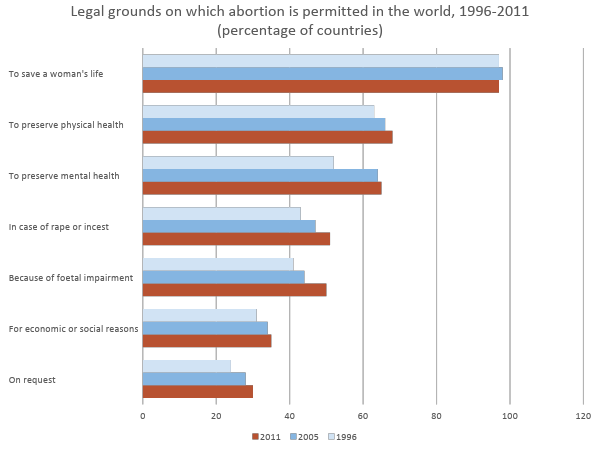 Legal grounds on which abortion is permitted in the world, 1996-2011
(percentage of countries)
To save a woman's life
To preserve physical health
To preserve mental health
In case of rape or incest
Because of foetal impairment
For economic or social reasons
On request
0 20 40 60 80 100 120
2011 2005 1996